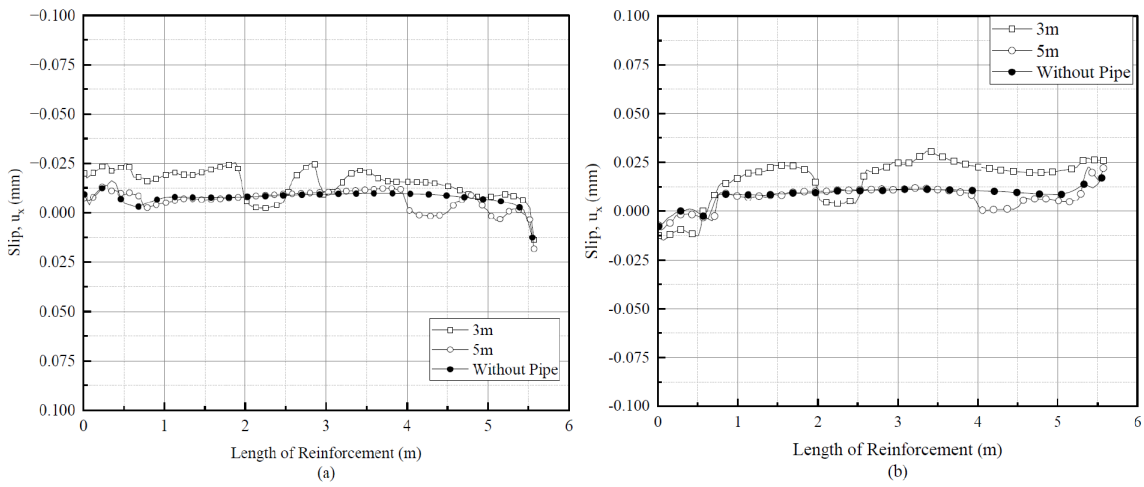 −0.100
−0.075
−0.050
−0.025
0.000
0.025
0.050
0.075
0.100
Slip, uₓ (mm)
3m
5m
Without Pipe
0 1 2 3 4 5 6
Length of Reinforcement (m)
(a)
0.100
0.075
0.050
0.025
0.000
-0.025
-0.050
-0.075
-0.100
Slip, uₓ (mm)
3m
5m
Without Pipe
0 1 2 3 4 5 6
Length of Reinforcement (m)
(b)